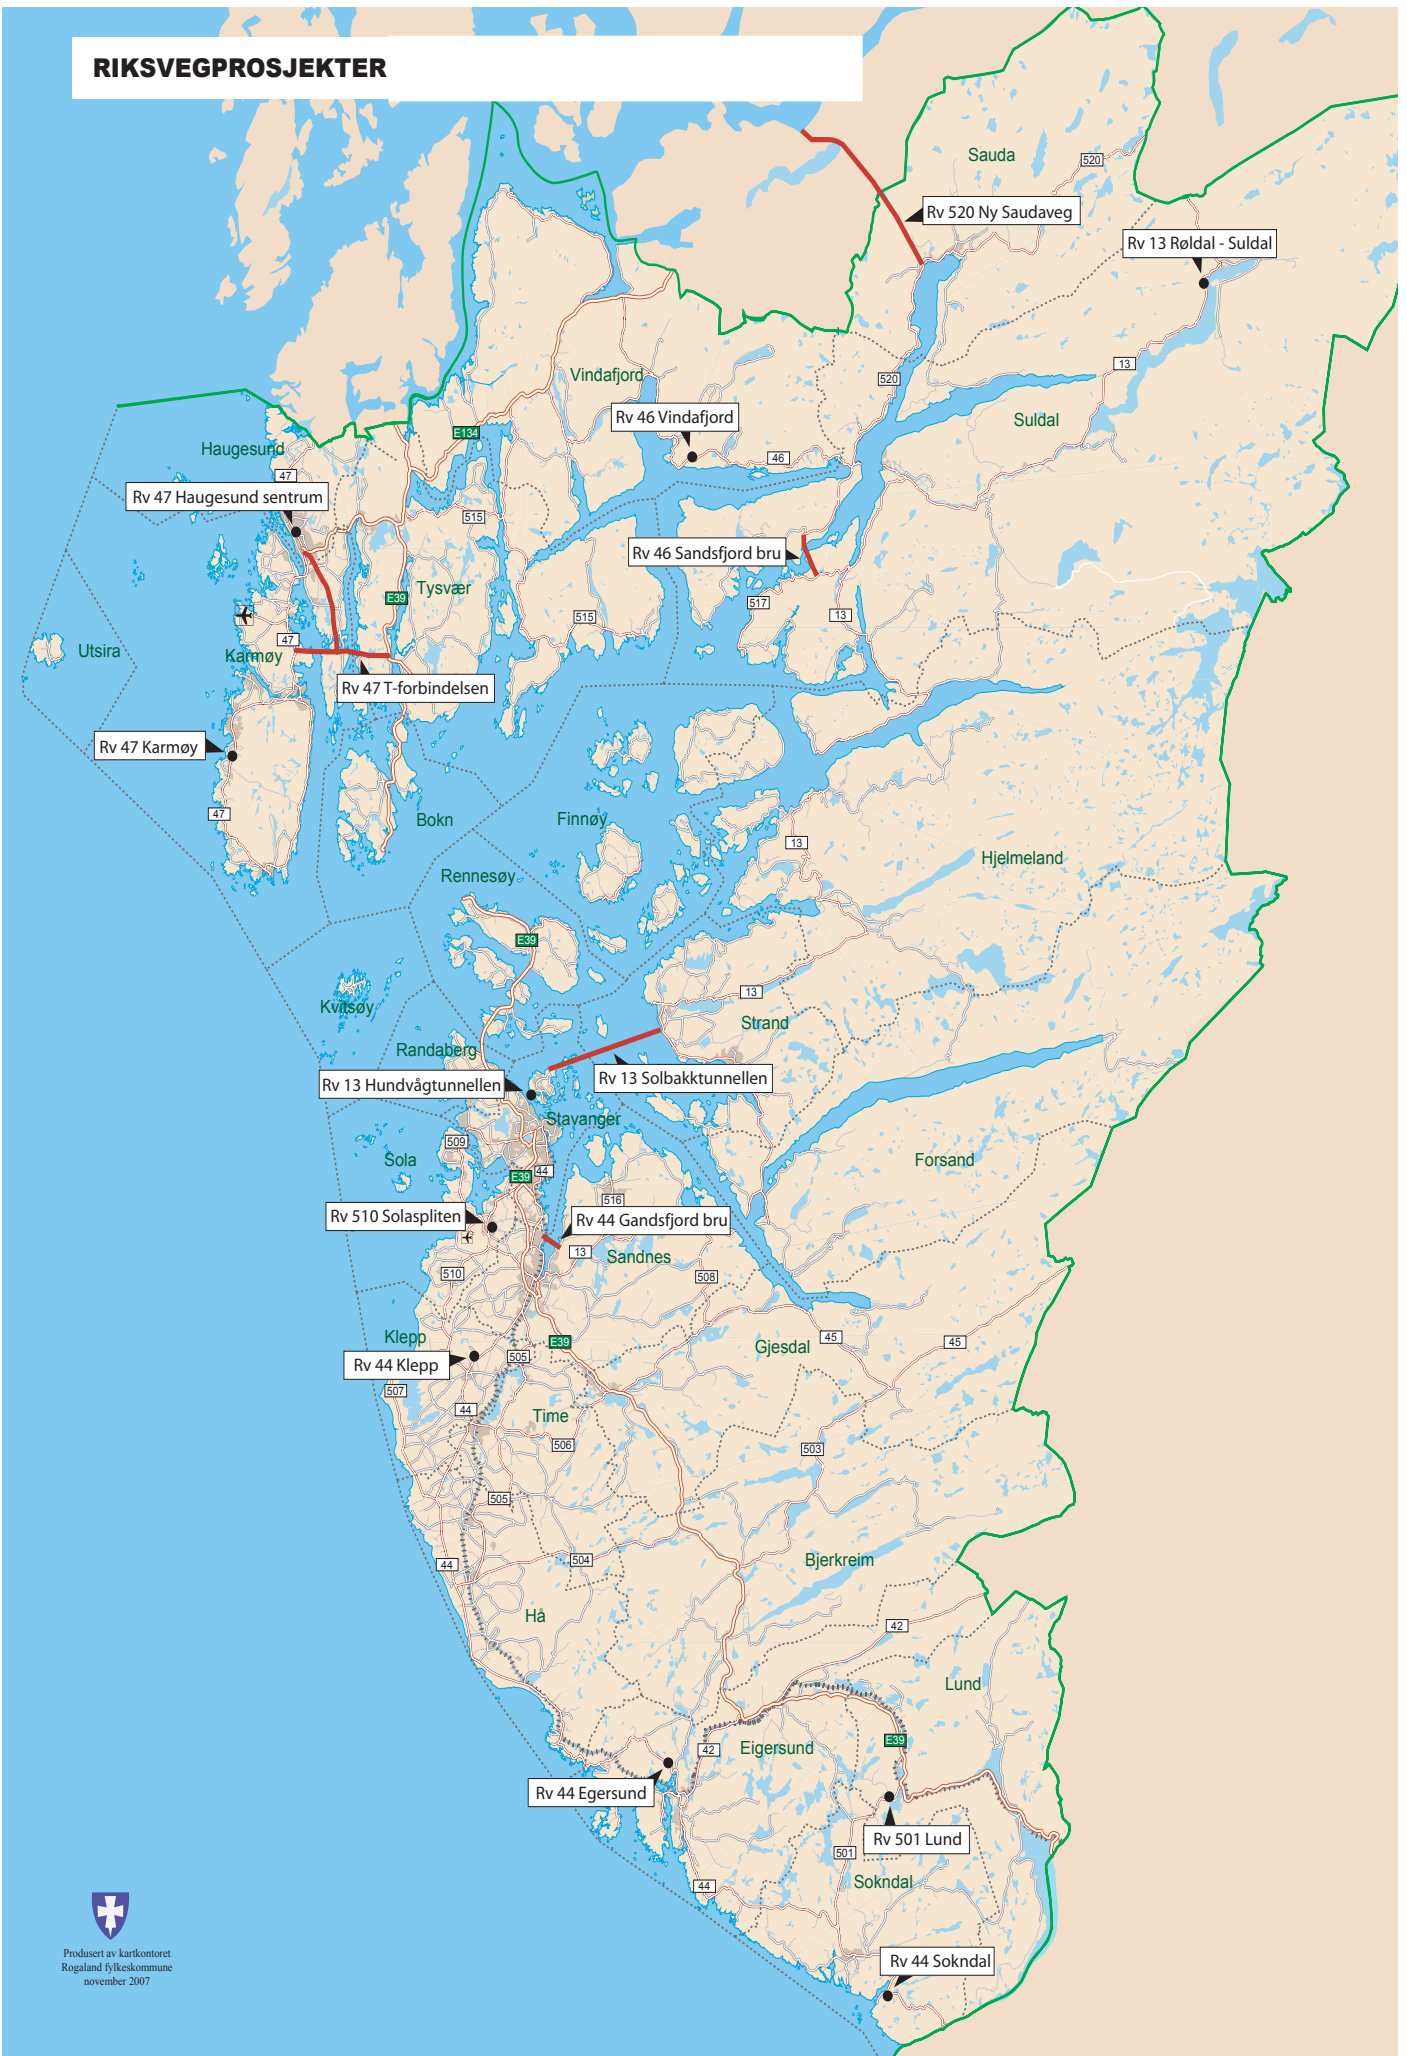 RIKSVEGPROSJEKTER
Sauda
520
Rv 520 Ny Saudaveg
Rv 13 Røldal - Suldal
13
520
Vindafjord
Suldal
Rv 46 Vindafjord
E134
Haugesund
47
46
Rv 47 Haugesund sentrum
515
Rv 46 Sandsfjord bru
Tysvær
E39
517
13
515
47
Utsira
Karmøy
Rv 47 T-forbindelsen
Rv 47 Karmøy
47
Bokn
Finnøy
13
Hjelmeland
Rennesøy
E39
13
Kvitsøy
Strand
Randaberg
Rv 13 Hundvågtunnellen
Rv 13 Solbakktunnellen
Stavanger
509
Sola
Forsand
44
E39
516
Rv 510 Solaspliten
Rv 44 Gandsfjord bru
13
Sandnes
510
508
Klepp
E39
45
45
Gjesdal
Rv 44 Klepp
505
507
44
Time
506
503
505
504
44
Bjerkreim
Hå
42
Lund
E39
42
Eigersund
Rv 44 Egersund
Rv 501 Lund
501
Sokndal
44
Rv 44 Sokndal
Produsert av kartkontoret
Rogaland fylkeskommune
november 2007